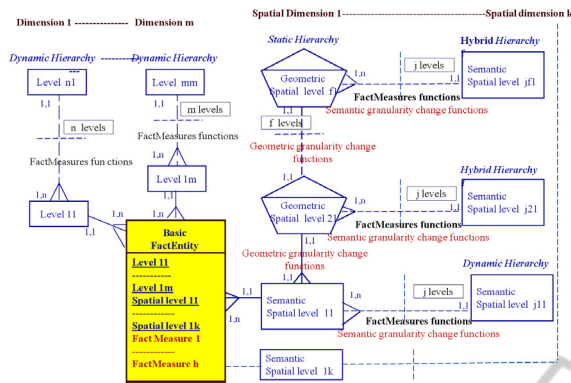 Dimension 1 --------------- Dimension m
Spatial Dimension 1----------------------------Spatial dimension k
Dynamic Hierarchy ----------Dynamic Hierarchy
Static Hierarchy
Hybrid Hierarchy
Level n1
Level mm
Geometric
Spatial level f1
j levels
Semantic
Spatial level jf1
1,1
1,1
1,n
1,1
m levels
FactMeasures functions
Semantic granularity change functions
n levels
1,1
f levels
FactMeasures functions
Geometric granularity change
functions
FactMeasures fun ctions
Hybrid Hierarchy
Level 1m
1,n
1,n
Geometric
Spatial level 21
1,n
j levels
1,1
Semantic
Spatial level j21
Level 11
1,n
1,1
1,n
1,1
FactMeasures functions
Semantic granularity change functions
Basic
FactEntity
Level 11
-----------
Level 1m
Spatial level 11
-----------
Spatial level 1k
Fact Measure 1
-----------
FactMeasure h
1,1
Geometric granularity change
functions
Dynamic Hierarchy
1,1
1,n
Semantic
Spatial level 11
1,n
j levels
1,1
Semantic
Spatial level j11
FactMeasures functions
Semantic granularity change functions
Semantic
Spatial level 1k